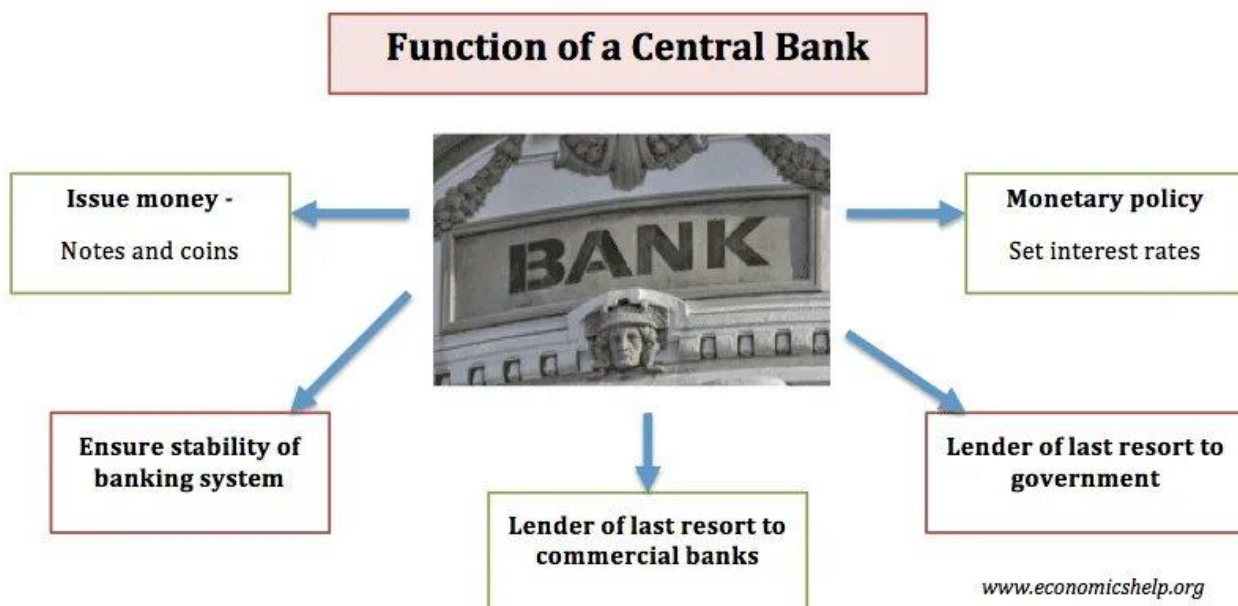 Function of a Central Bank
BANK
Issue money -
Notes and coins
Monetary policy
Set interest rates
Ensure stability of
banking system
Lender of last resort to
commercial banks
Lender of last resort to
government
www.economicshelp.org